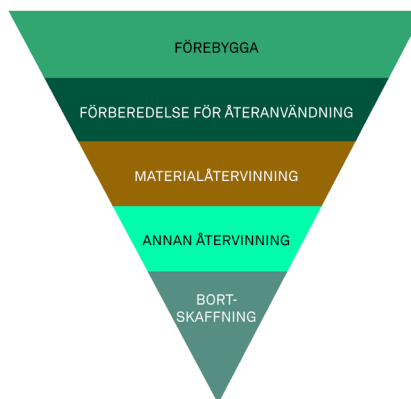 FÖREBYGGA
FÖRBEREDELSE FÖR ÅTERANVÄNDNING
MATERIALÅTERVINNING
ANNAN ÅTERVINNING
BORT-
SKAFFNING